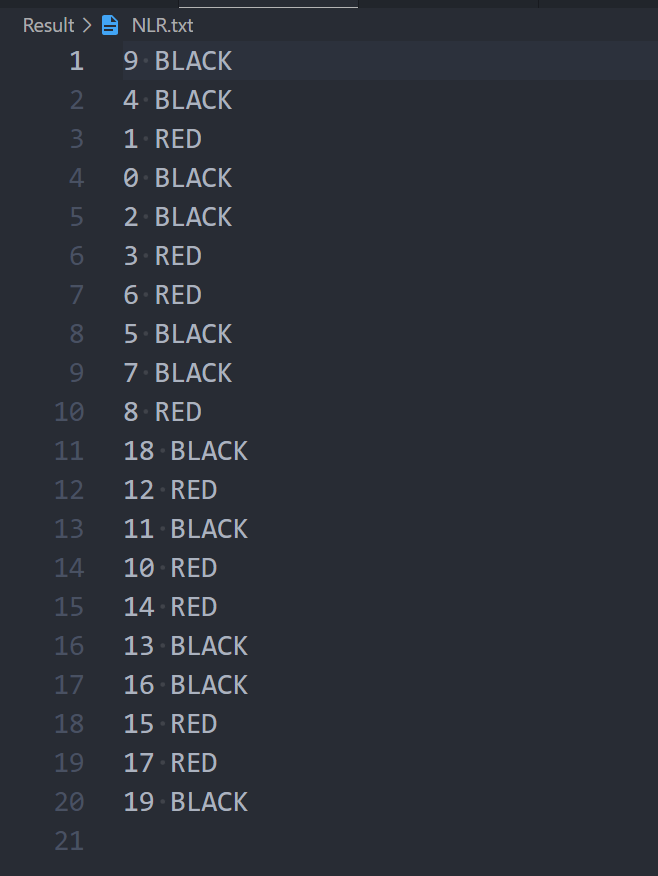 Result > NLR.txt
1 9 BLACK
2 4 BLACK
3 1 RED
4 0 BLACK
5 2 BLACK
6 3 RED
7 6 RED
8 5 BLACK
9 7 BLACK
10 8 RED
11 18 BLACK
12 12 RED
13 11 BLACK
14 10 RED
15 14 RED
16 13 BLACK
17 16 BLACK
18 15 RED
19 17 RED
20 19 BLACK
21